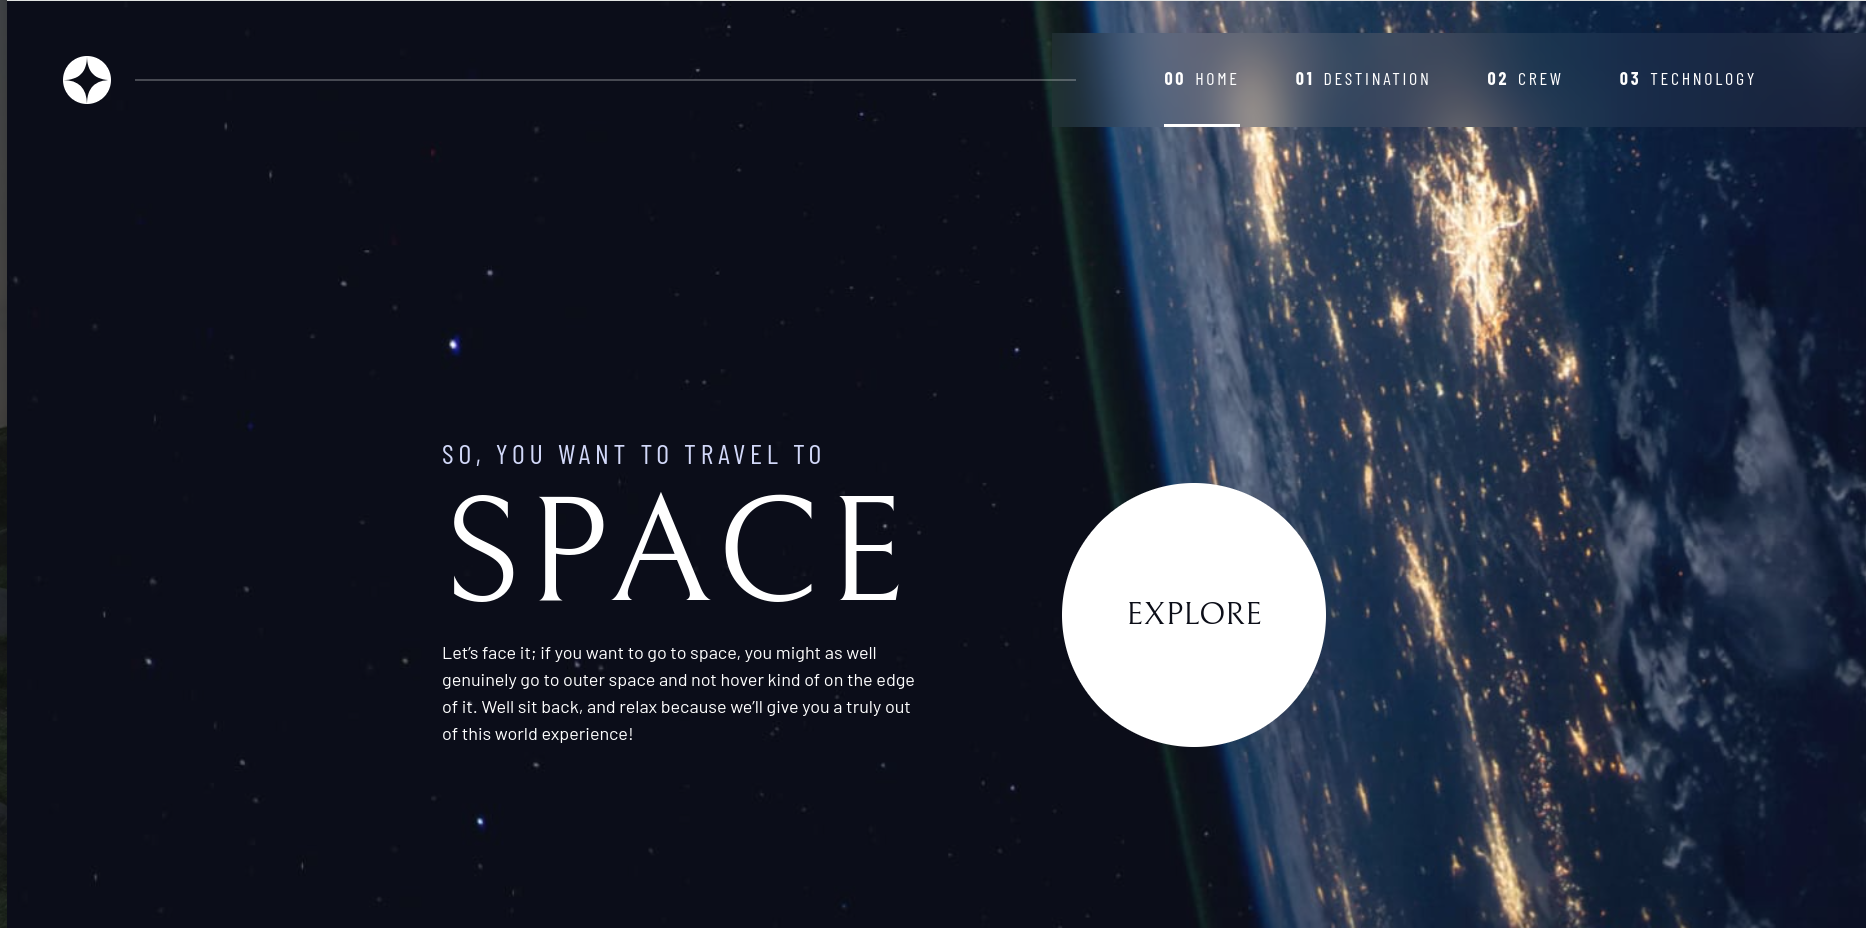 00 HOME 01 DESTINATION 02 CREW 03 TECHNOLOGY
SO, YOU WANT TO TRAVEL TO
SPACE
Let’s face it; if you want to go to space, you might as well
genuinely go to outer space and not hover kind of on the edge
of it. Well sit back, and relax because we’ll give you a truly out
of this world experience!
EXPLORE